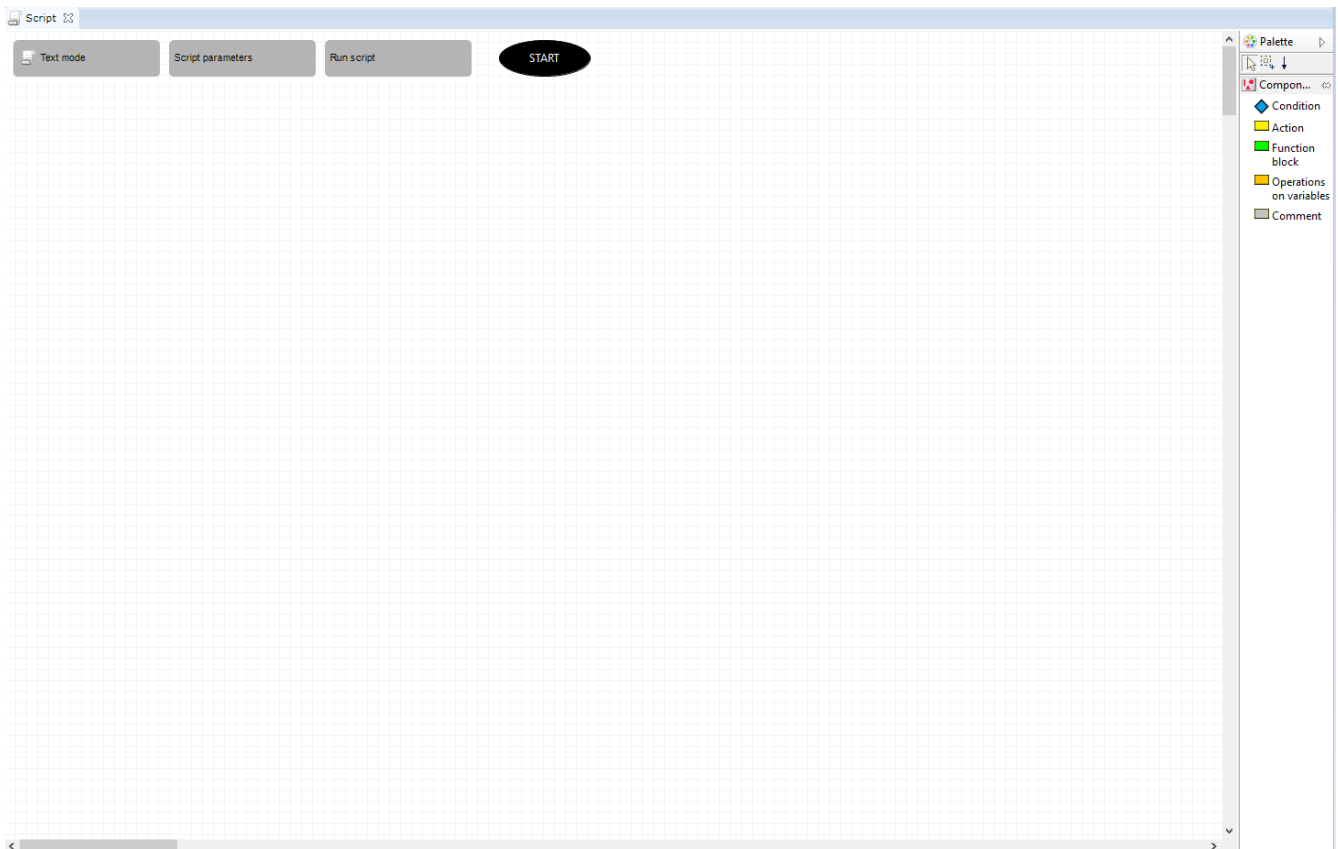 Script
Text mode
Script parameters
Run script
START
Palette
Compon...
Condition
Action
Function
block
Operations
on variables
Comment